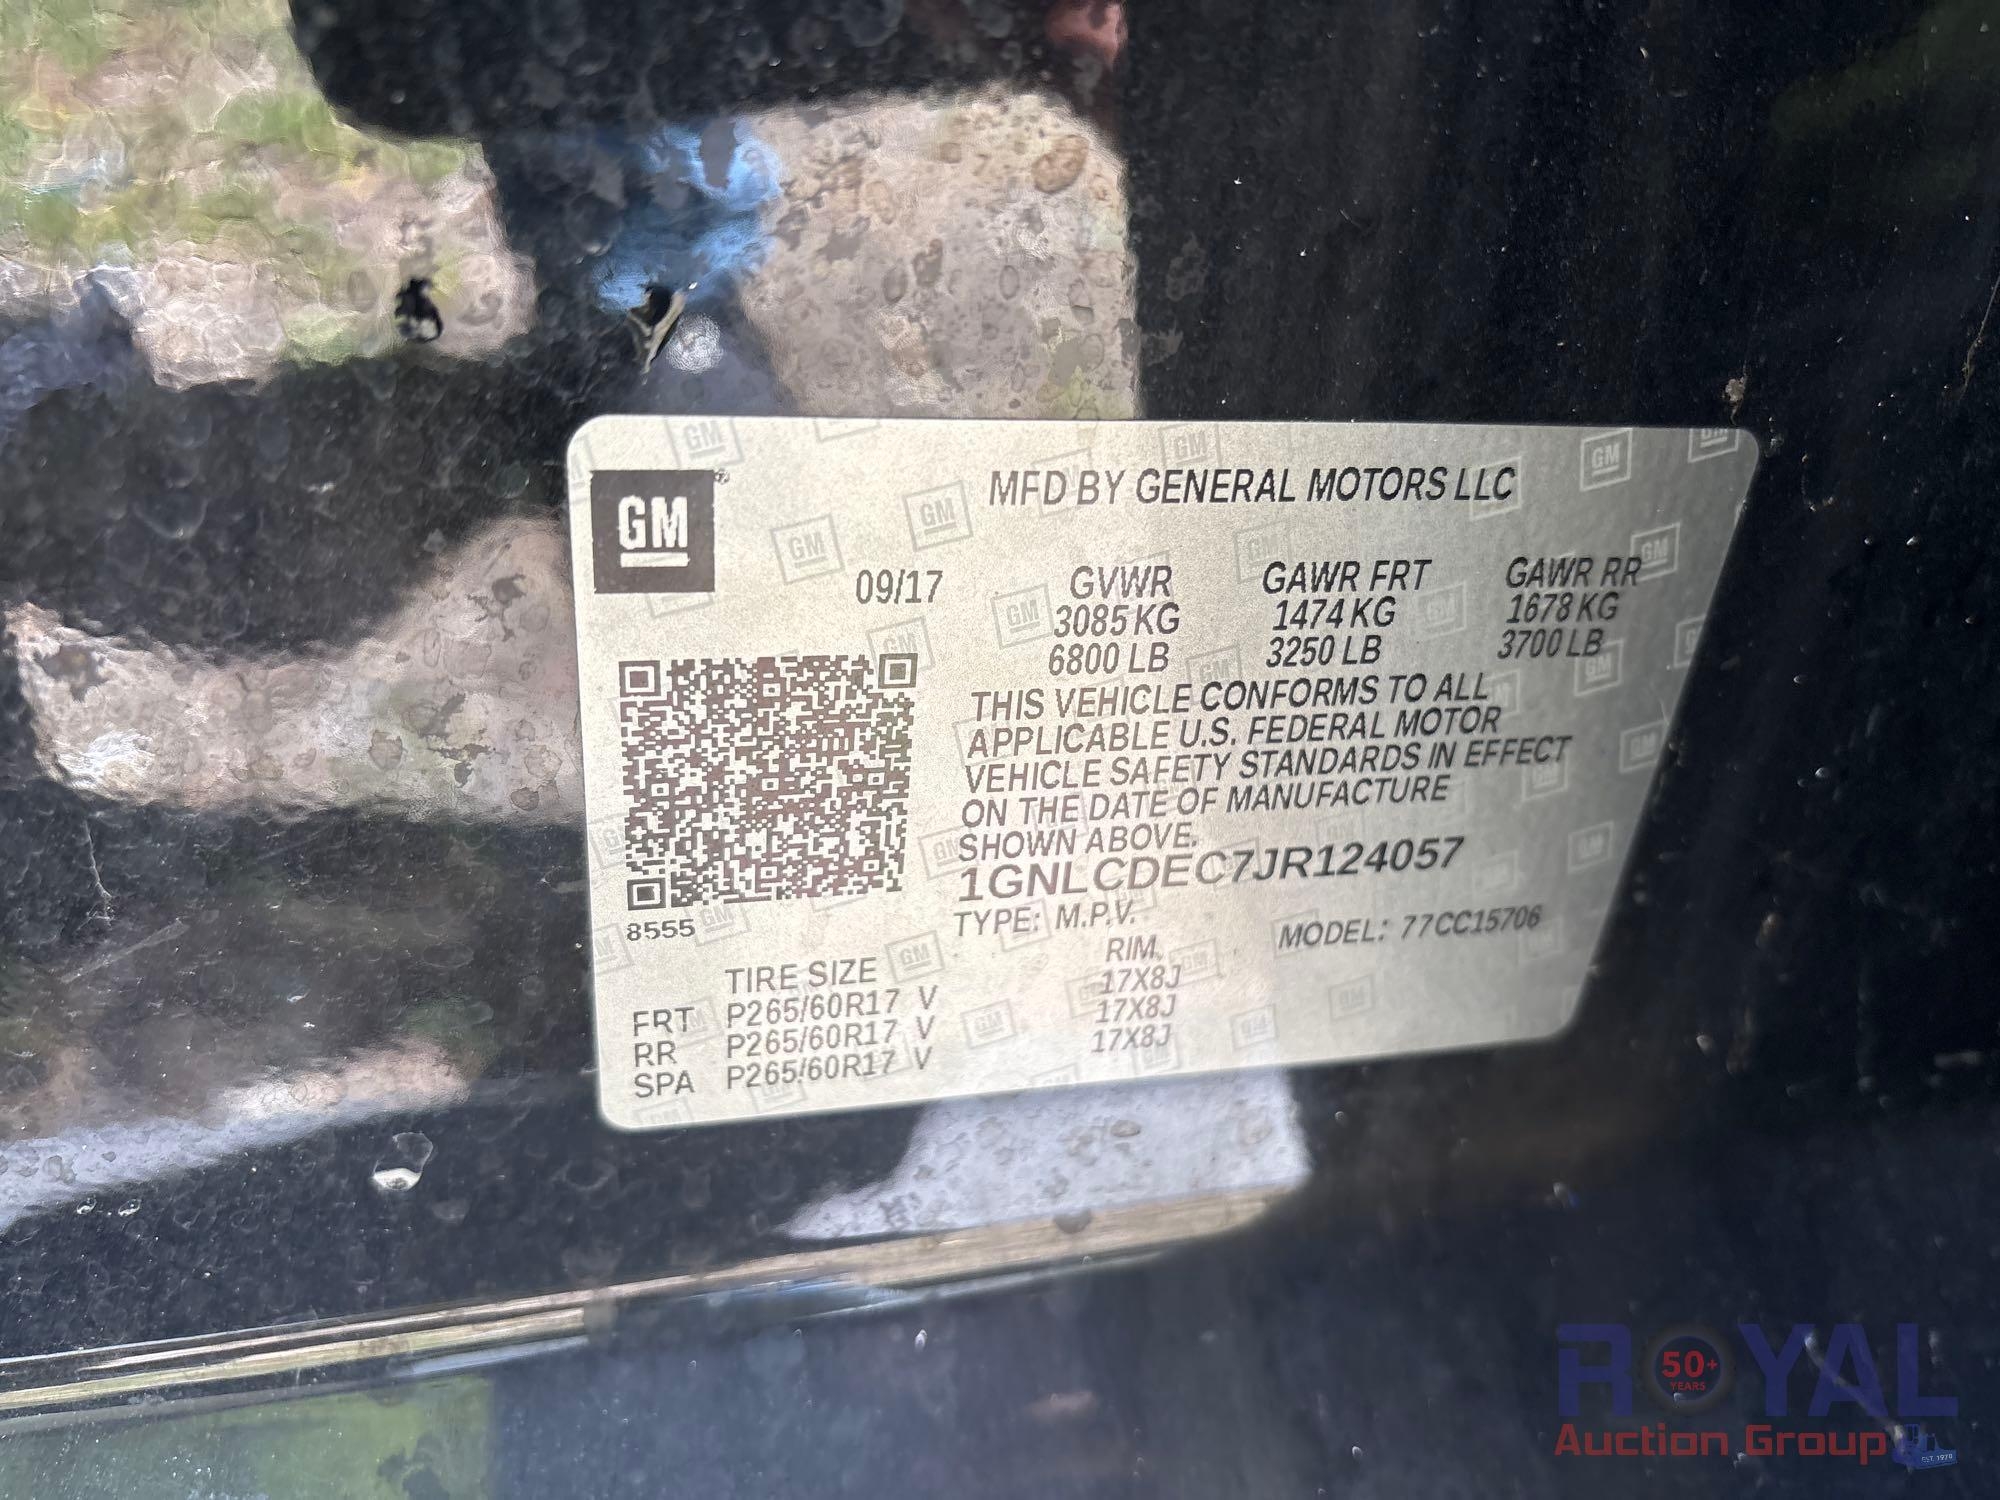 GM
MFD BY GENERAL MOTORS LLC
09/17 GVWR GAWR FRT GAWR RR
3085 KG 1474 KG 1678 KG
6800 LB 3250 LB 3700 LB
THIS VEHICLE CONFORMS TO ALL
APPLICABLE U.S. FEDERAL MOTOR
VEHICLE SAFETY STANDARDS IN EFFECT
ON THE DATE OF MANUFACTURE
SHOWN ABOVE.
1GNLCDEC7JR124057
8555
TYPE: M.P.V. MODEL: 77CC15706
TIRE SIZE RIM
FRT P265/60R17 V 17X8J
RR P265/60R17 V 17X8J
SPA P265/60R17 V 17X8J
ROYAL
50+
YEARS
Auction Group
EST. 1970